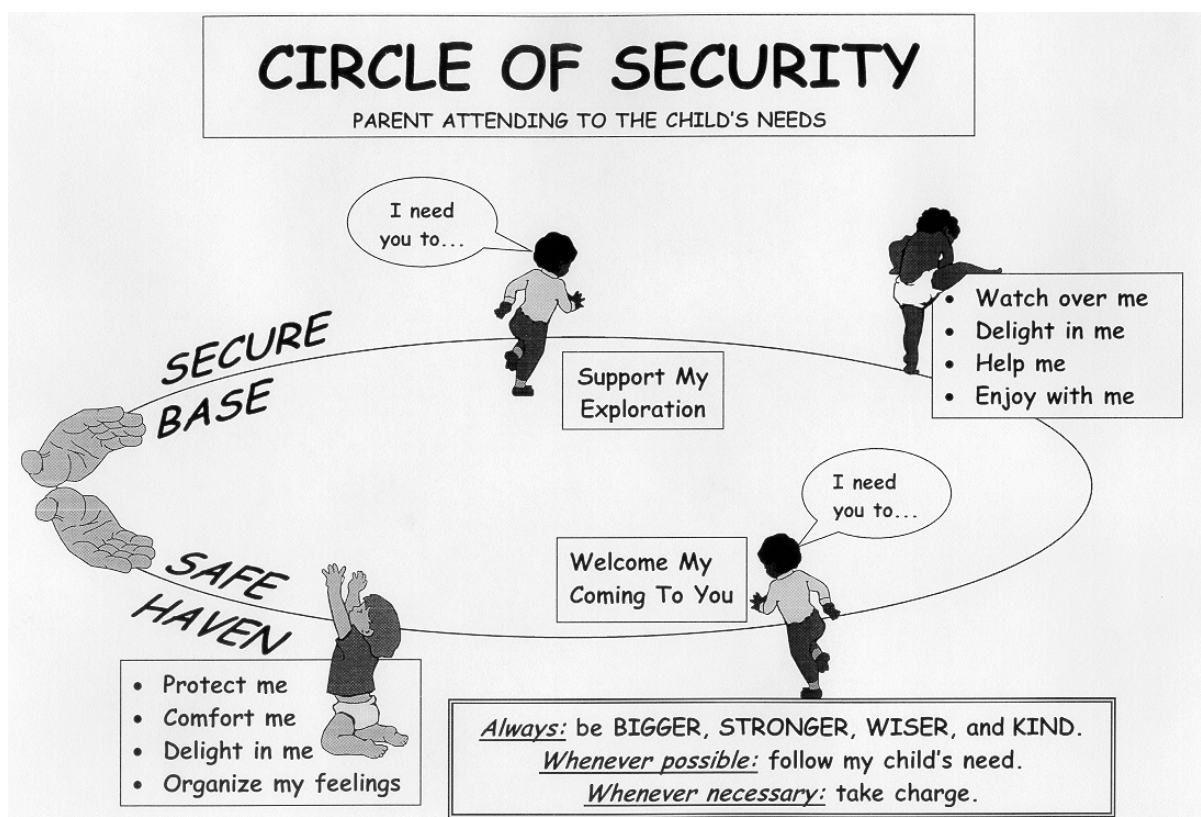 CIRCLE OF SECURITY
PARENT ATTENDING TO THE CHILD'S NEEDS
I need
you to...
SECURE
BASE
Support My
Exploration
• Watch over me
• Delight in me
• Help me
• Enjoy with me
I need
you to...
Welcome My
Coming To You
SAFE
HAVEN
• Protect me
• Comfort me
• Delight in me
• Organize my feelings
Always: be BIGGER, STRONGER, WISER, and KIND.
Whenever possible: follow my child's need.
Whenever necessary: take charge.